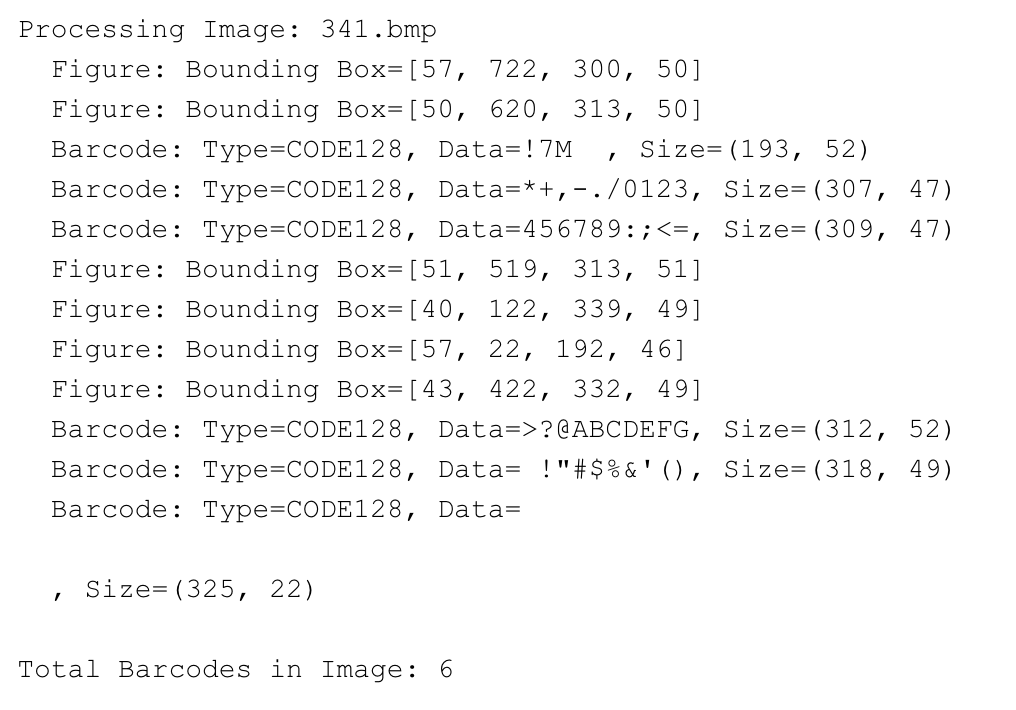 Processing Image: 341.bmp
  Figure: Bounding Box=[57, 722, 300, 50]
  Figure: Bounding Box=[50, 620, 313, 50]
  Barcode: Type=CODE128, Data=!7M  , Size=(193, 52)
  Barcode: Type=CODE128, Data=*+,-./0123, Size=(307, 47)
  Barcode: Type=CODE128, Data=456789:;<=, Size=(309, 47)
  Figure: Bounding Box=[51, 519, 313, 51]
  Figure: Bounding Box=[40, 122, 339, 49]
  Figure: Bounding Box=[57, 22, 192, 46]
  Figure: Bounding Box=[43, 422, 332, 49]
  Barcode: Type=CODE128, Data=>?@ABCDEFG, Size=(312, 52)
  Barcode: Type=CODE128, Data= !"#$%&'(), Size=(318, 49)
  Barcode: Type=CODE128, Data=
  , Size=(325, 22)
Total Barcodes in Image: 6